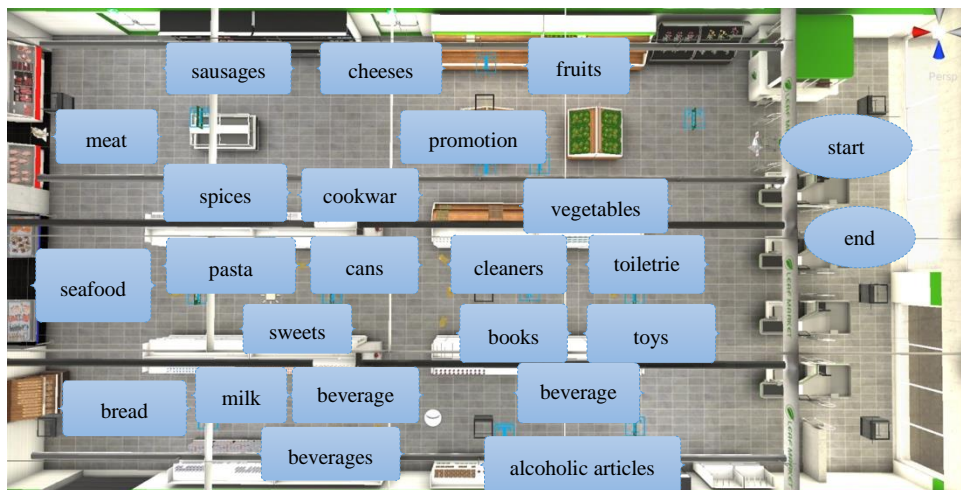 sausages
cheeses
fruits
Persp
meat
promotion
start
spices
cookwar
vegetables
end
seafood
pasta
cans
cleaners
toiletrie
sweets
books
toys
bread
milk
beverage
beverage
beverages
alcoholic articles